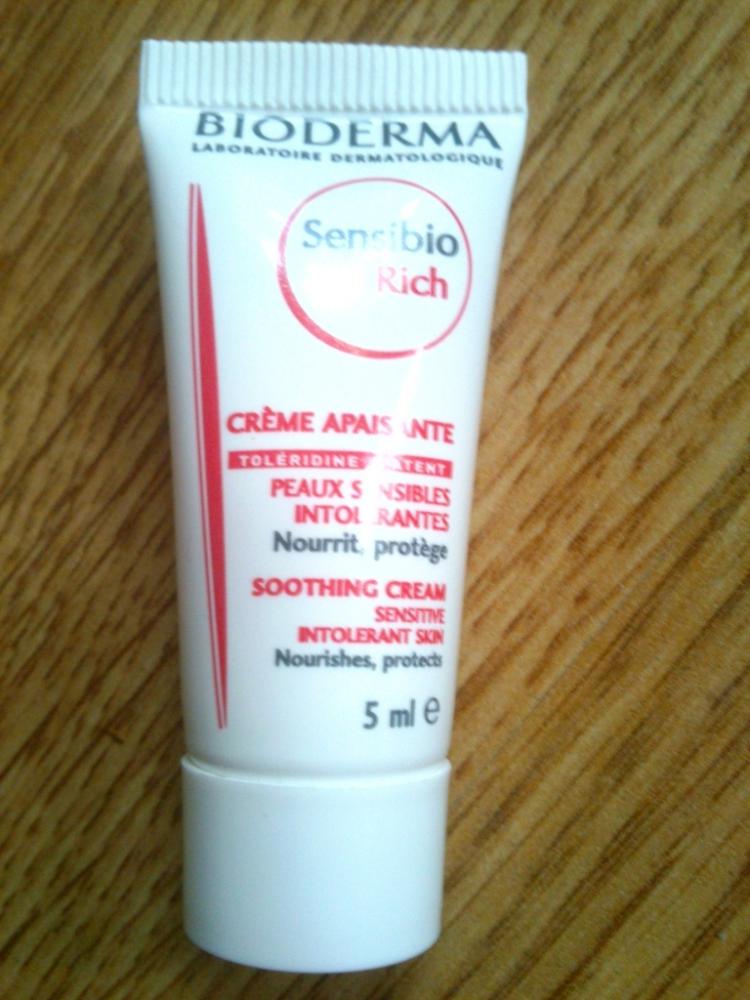 BIODERMA
LABORATOIRE DERMATOLOGIQUE
Sensibio
Rich
CRÈME APAISANTE
TOLÉRIDINE PATENT
PEAUX SENSIBLES
INTOLÉRANTES
Nourrit, protège
SOOTHING CREAM
SENSITIVE
INTOLERANT SKIN
Nourishes, protects
5 ml e